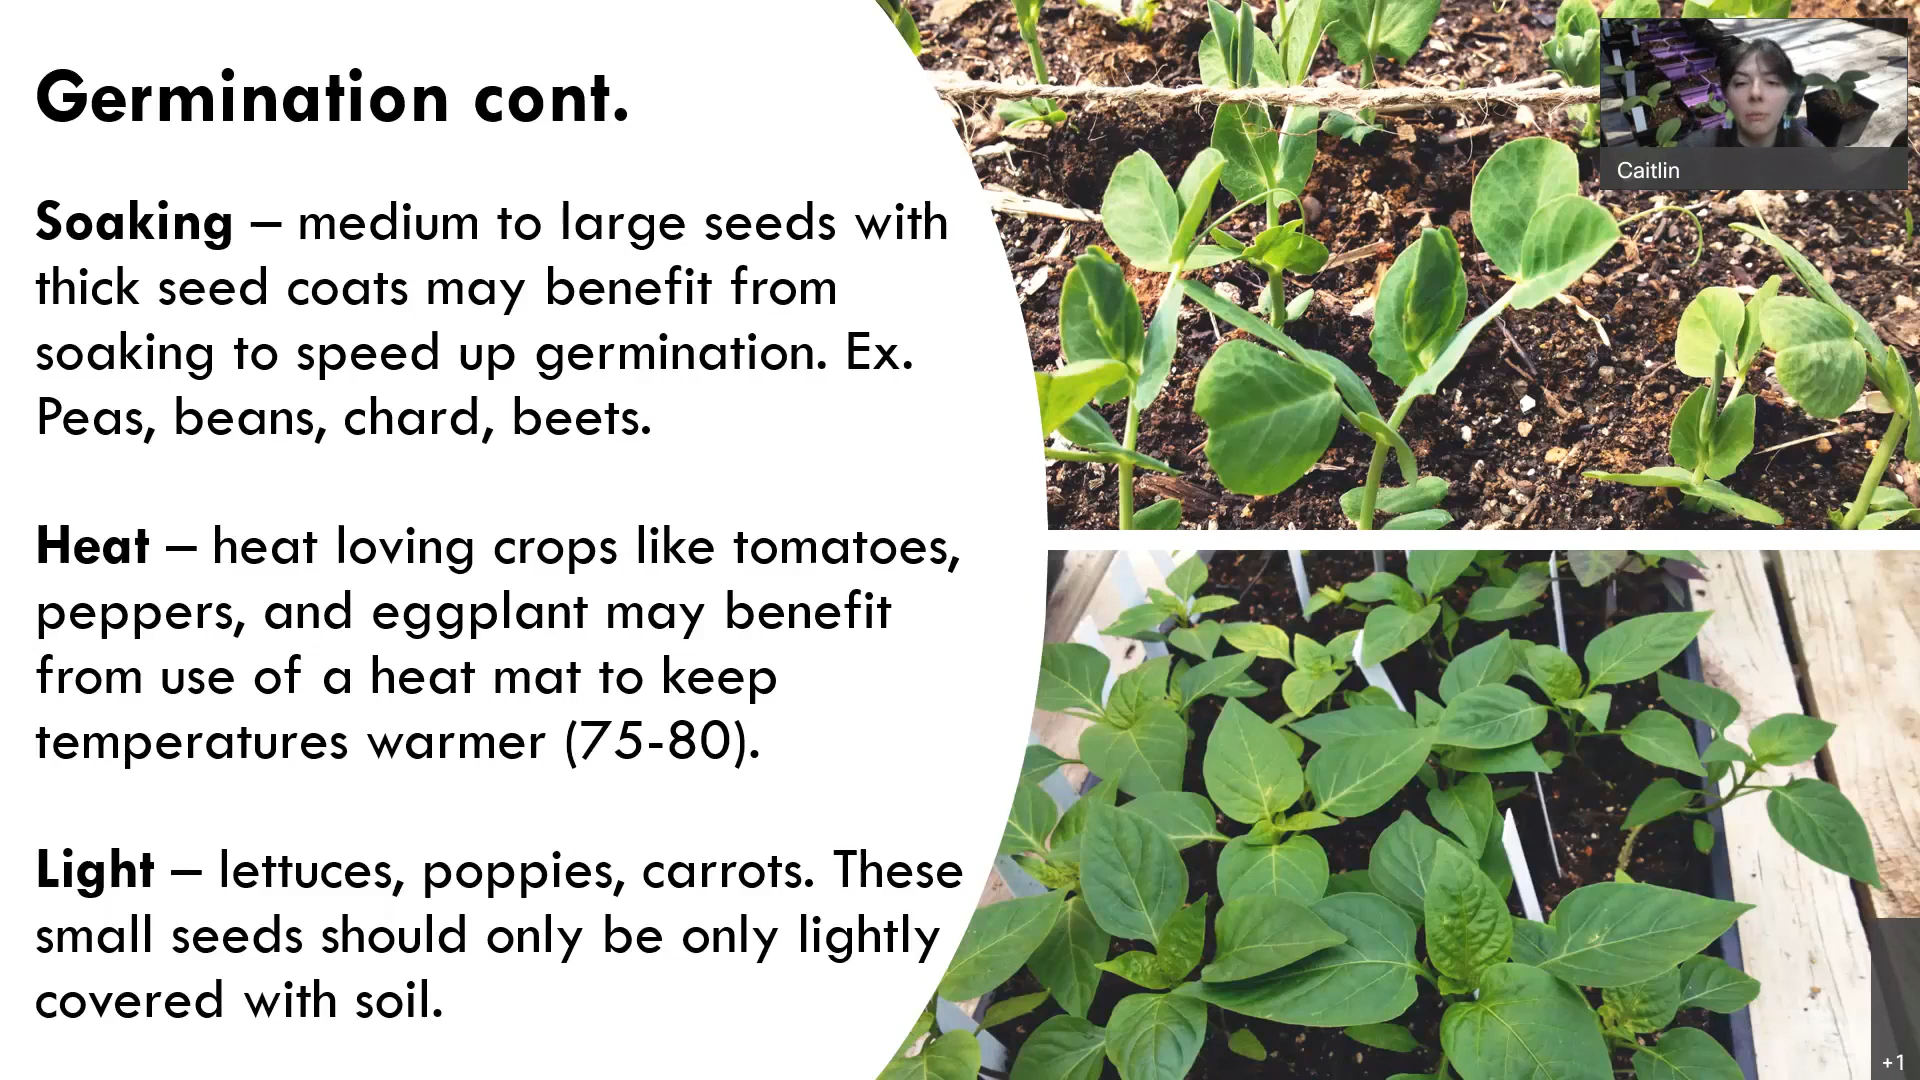 Germination cont.
Soaking – medium to large seeds with
thick seed coats may benefit from
soaking to speed up germination. Ex.
Peas, beans, chard, beets.
Heat – heat loving crops like tomatoes,
peppers, and eggplant may benefit
from use of a heat mat to keep
temperatures warmer (75-80).
Light – lettuces, poppies, carrots. These
small seeds should only be only lightly
covered with soil.
Caitlin
+1